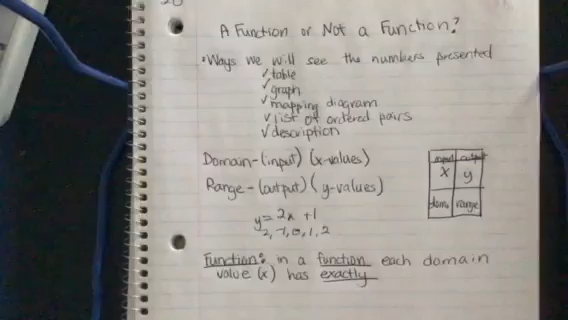 20
A Function or Not a Function?
• Ways we will see the numbers presented
✓ table
✓ graph
✓ mapping diagram
✓ list of ordered pairs
✓ description
Domain - (input) (x-values)
Range - (output) (y-values)
input output
x y
doma range
y = 2x + 1
2, -1, 0, 1, 2
Function: in a function each domain
value (x) has exactly